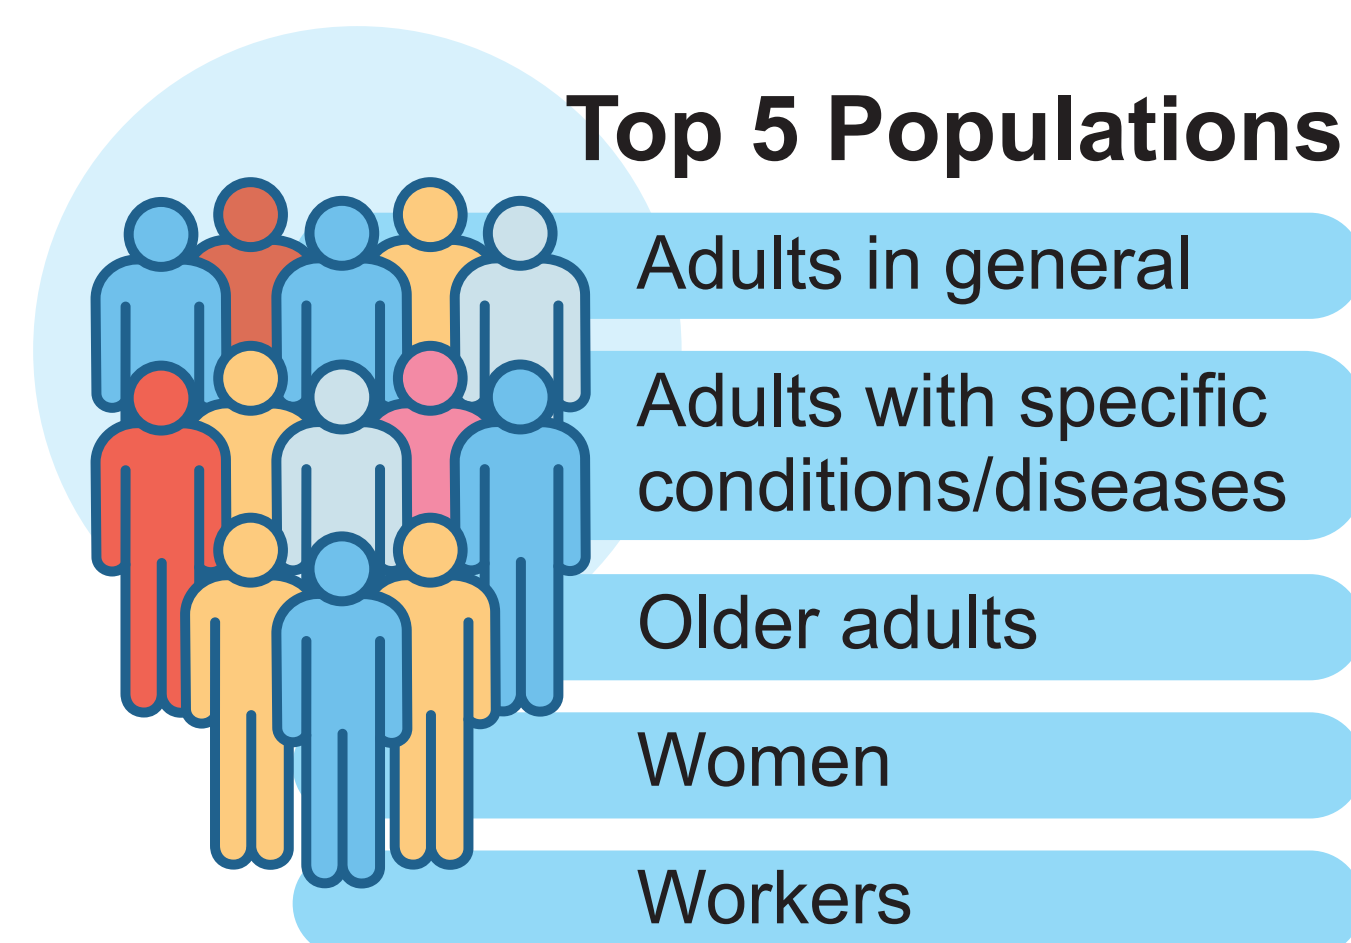 Top 5 Populations
Adults in general
Adults with specific
conditions/diseases
Older adults
Women
Workers